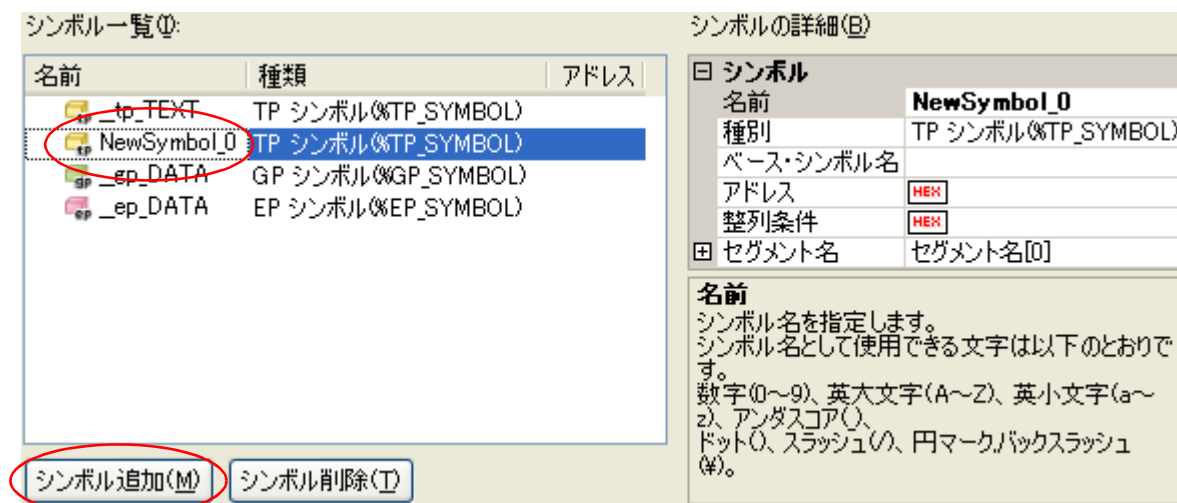 シンボル一覧(I):
名前 種類 アドレス
__tp_TEXT TP シンボル(%TP_SYMBOL)
NewSymbol_0 TP シンボル(%TP_SYMBOL)
__gp_DATA GP シンボル(%GP_SYMBOL)
__ep_DATA EP シンボル(%EP_SYMBOL)
シンボル追加(M) シンボル削除(T)
シンボルの詳細(B)
シンボル
名前 NewSymbol_0
種別 TP シンボル(%TP_SYMBOL)
ベース・シンボル名
アドレス HEX
整列条件 HEX
セグメント名 セグメント名[0]
名前
シンボル名を指定します。
シンボル名として使用できる文字は以下のとおりで
す。
数字(0～9)、英大文字(A～Z)、英小文字(a～
z)、アンダスコア(_)、
ドット(.)、スラッシュ(/)、円マーク/バックスラッシュ
(¥)。